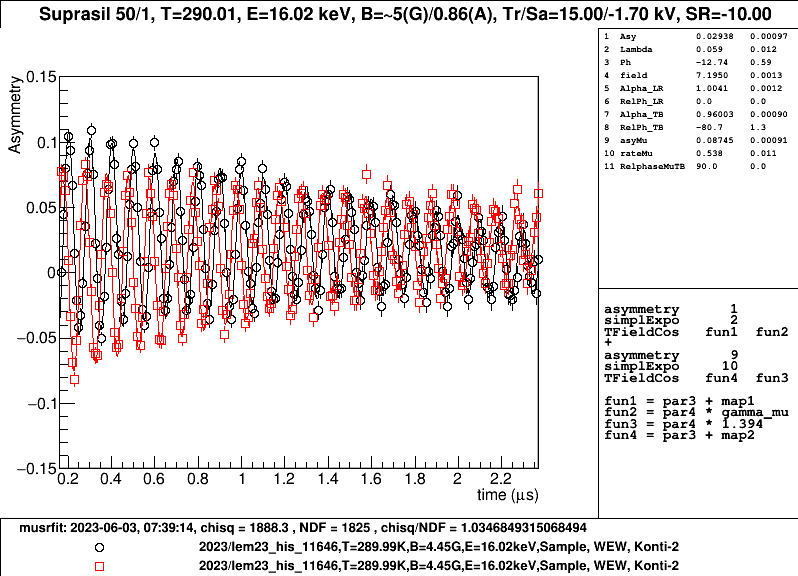 Suprasil 50/1, T=290.01, E=16.02 keV, B=~5(G)/0.86(A), Tr/Sa=15.00/-1.70 kV, SR=-10.00
1 Asy 0.02938 0.00097
2 Lambda 0.059 0.012
3 Ph -12.74 0.59
4 field 7.1950 0.0013
5 Alpha_LR 1.0041 0.0012
6 RelPh_LR 0.0 0.0
7 Alpha_TB 0.96003 0.00090
8 RelPh_TB -80.7 1.3
9 asyMu 0.08745 0.00091
10 rateMu 0.538 0.011
11 RelphaseMuTB 90.0 0.0
Asymmetry
0.15
0.1
0.05
0
−0.05
−0.1
−0.15
0.2 0.4 0.6 0.8 1 1.2 1.4 1.6 1.8 2 2.2
time (μs)
asymmetry 1
simplExpo 2
TFieldCos fun1 fun2
+
asymmetry 9
simplExpo 10
TFieldCos fun4 fun3
fun1 = par3 + map1
fun2 = par4 * gamma_mu
fun3 = par4 * 1.394
fun4 = par3 + map2
musrfit: 2023-06-03, 07:39:14, chisq = 1888.3 , NDF = 1825 , chisq/NDF = 1.0346849315068494
2023/lem23_his_11646,T=289.99K,B=4.45G,E=16.02keV,Sample, WEW, Konti-2
2023/lem23_his_11646,T=289.99K,B=4.45G,E=16.02keV,Sample, WEW, Konti-2